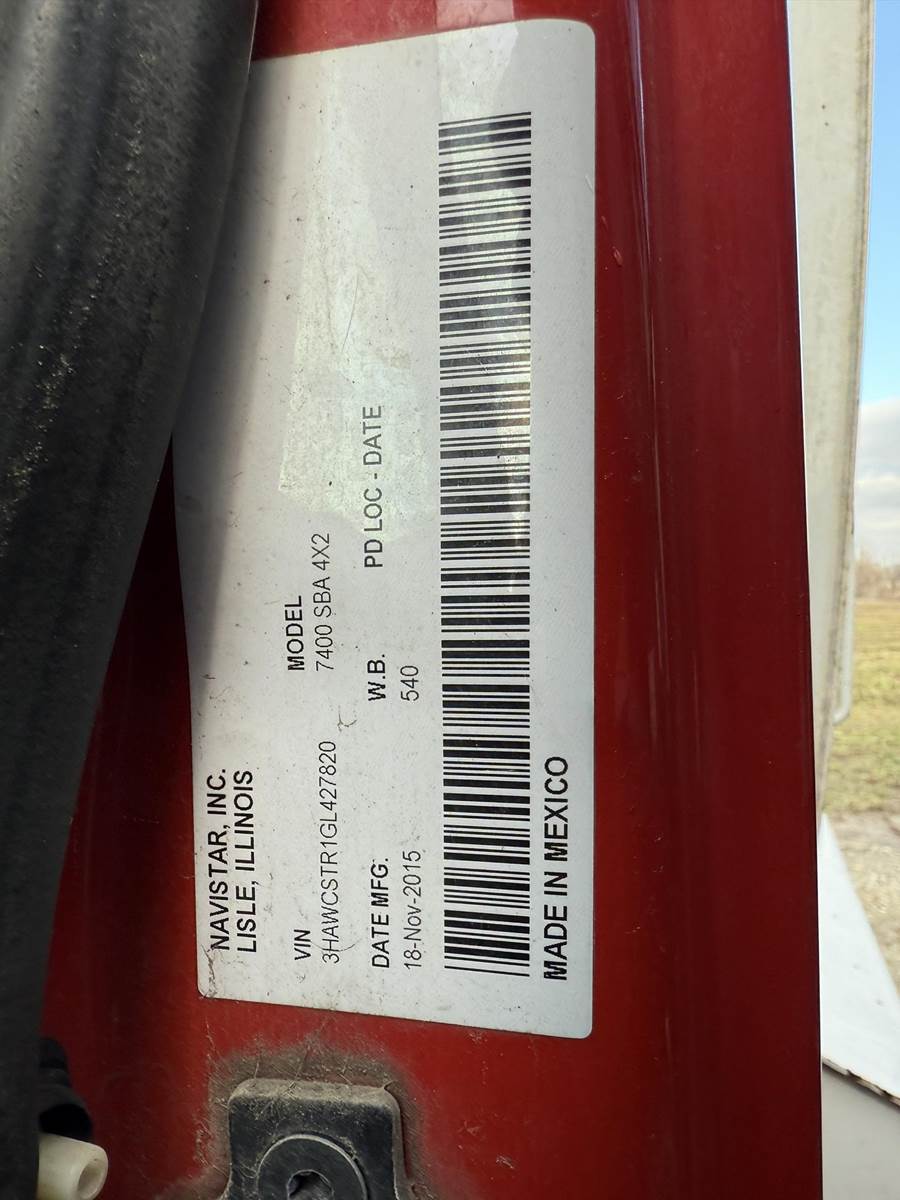 NAVISTAR, INC.
LISLE, ILLINOIS
VIN
3HAWCSTR1GL427820
MODEL
7400 SBA 4X2
DATE MFG.
18-Nov-2015
W.B.
540
PD LOC - DATE
MADE IN MEXICO